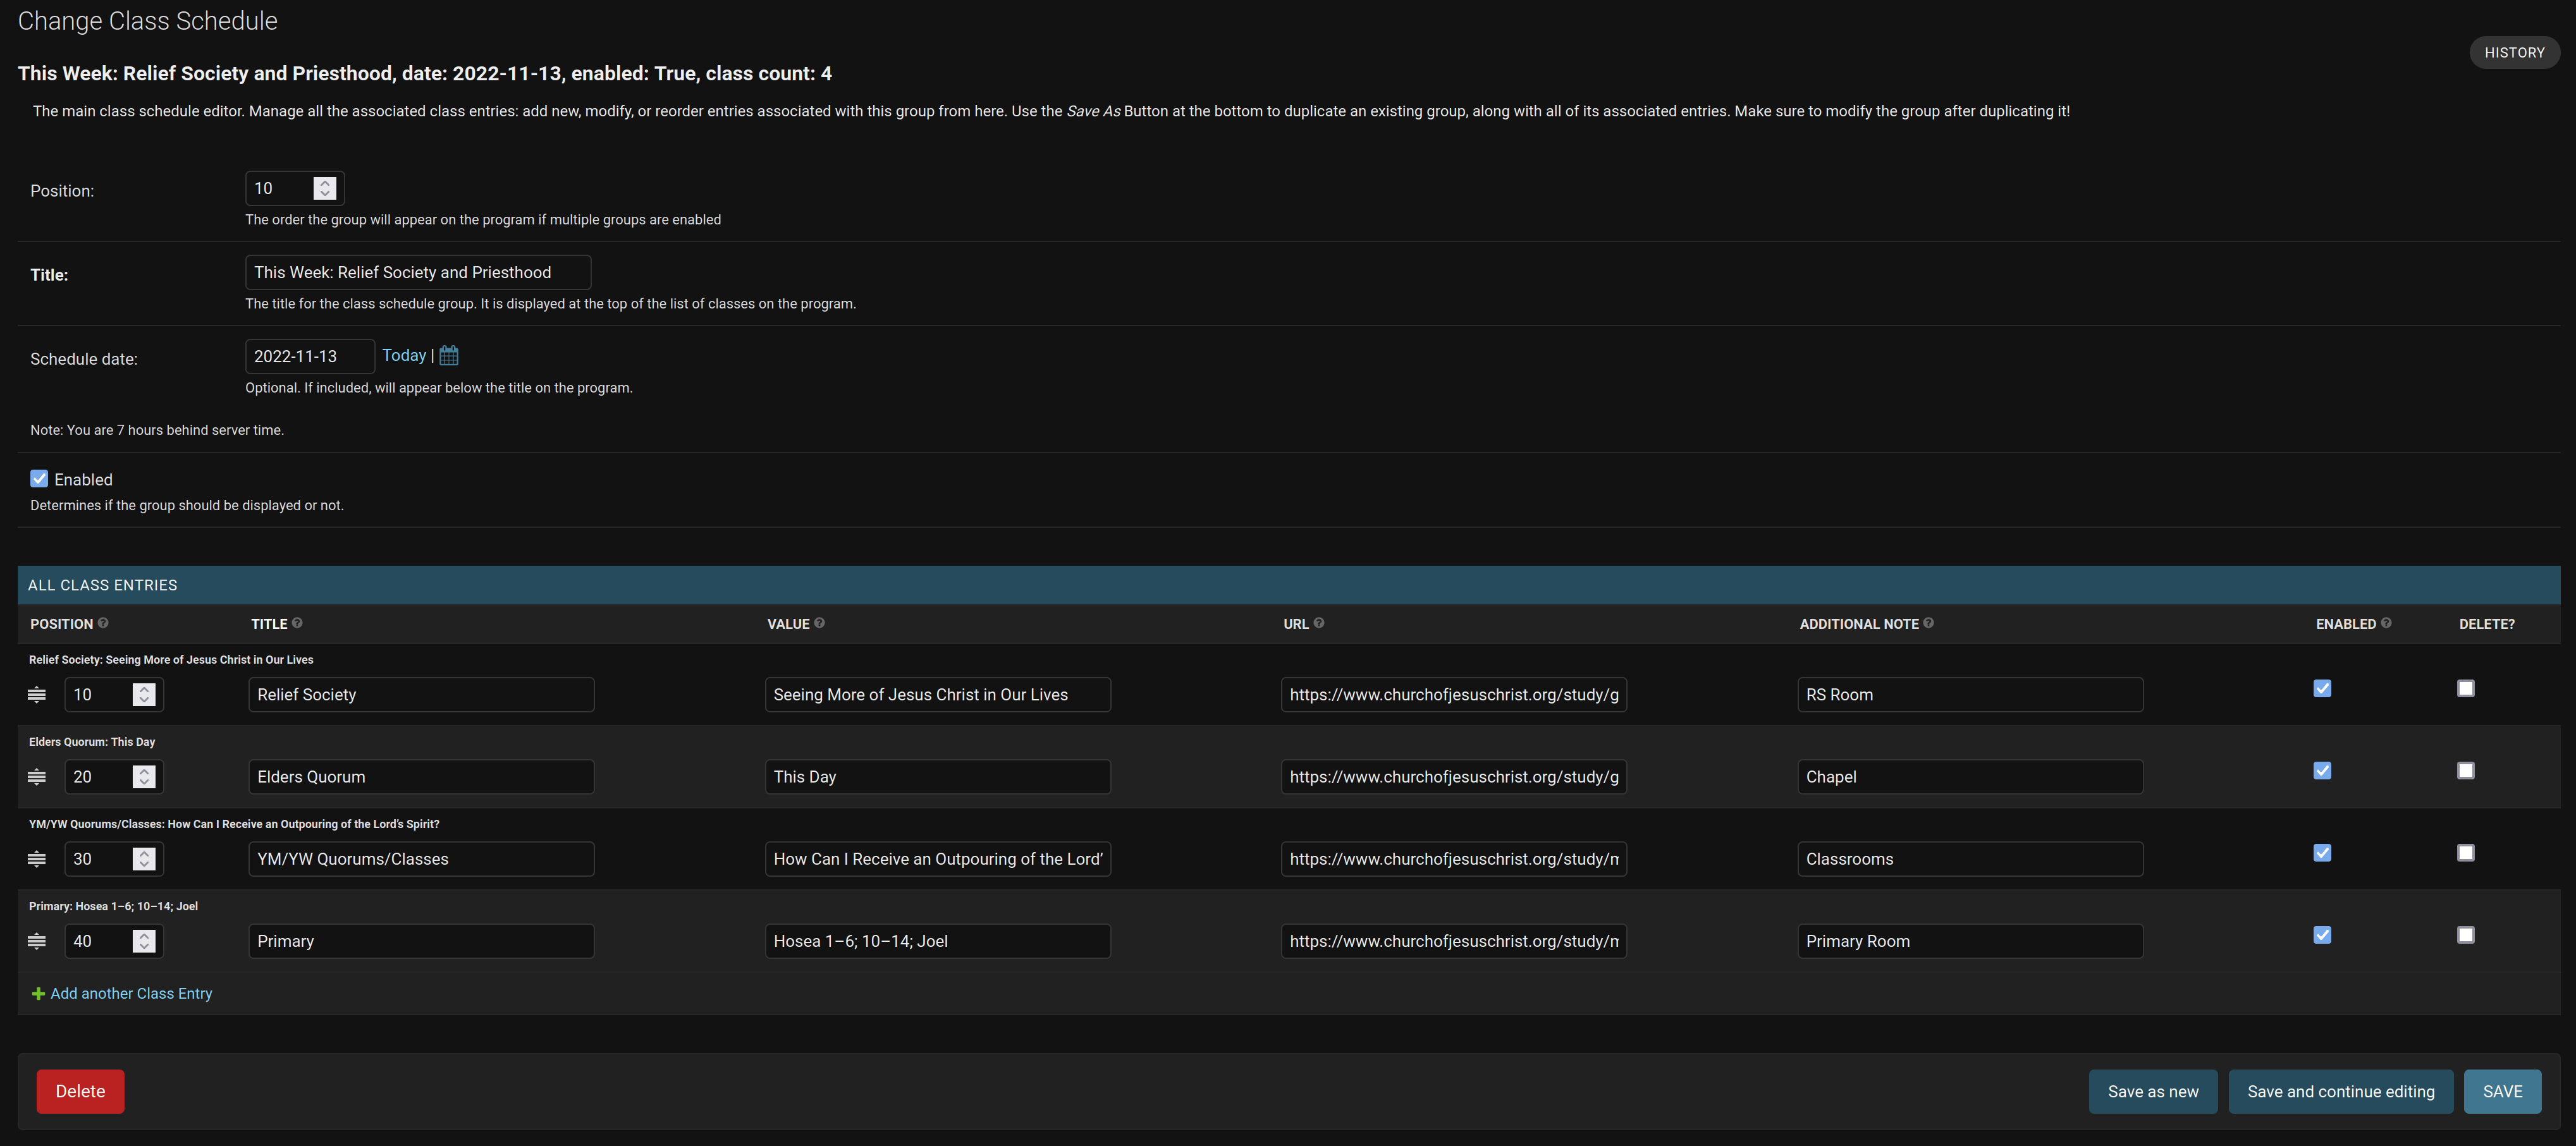 Change Class Schedule
HISTORY
This Week: Relief Society and Priesthood, date: 2022-11-13, enabled: True, class count: 4
The main class schedule editor. Manage all the associated class entries: add new, modify, or reorder entries associated with this group from here. Use the Save As Button at the bottom to duplicate an existing group, along with all of its associated entries. Make sure to modify the group after duplicating it!
Position: 10
The order the group will appear on the program if multiple groups are enabled
Title: This Week: Relief Society and Priesthood
The title for the class schedule group. It is displayed at the top of the list of classes on the program.
Schedule date: 2022-11-13 Today |
Optional. If included, will appear below the title on the program.
Note: You are 7 hours behind server time.
Enabled
Determines if the group should be displayed or not.
ALL CLASS ENTRIES
POSITION ? TITLE ? VALUE ? URL ? ADDITIONAL NOTE ? ENABLED ? DELETE?
Relief Society: Seeing More of Jesus Christ in Our Lives
10 Relief Society Seeing More of Jesus Christ in Our Lives https://www.churchofjesuschrist.org/study/g RS Room
Elders Quorum: This Day
20 Elders Quorum This Day https://www.churchofjesuschrist.org/study/g Chapel
YM/YW Quorums/Classes: How Can I Receive an Outpouring of the Lord’s Spirit?
30 YM/YW Quorums/Classes How Can I Receive an Outpouring of the Lord’ https://www.churchofjesuschrist.org/study/n Classrooms
Primary: Hosea 1–6; 10–14; Joel
40 Primary Hosea 1–6; 10–14; Joel https://www.churchofjesuschrist.org/study/n Primary Room
Add another Class Entry
Delete Save as new Save and continue editing SAVE